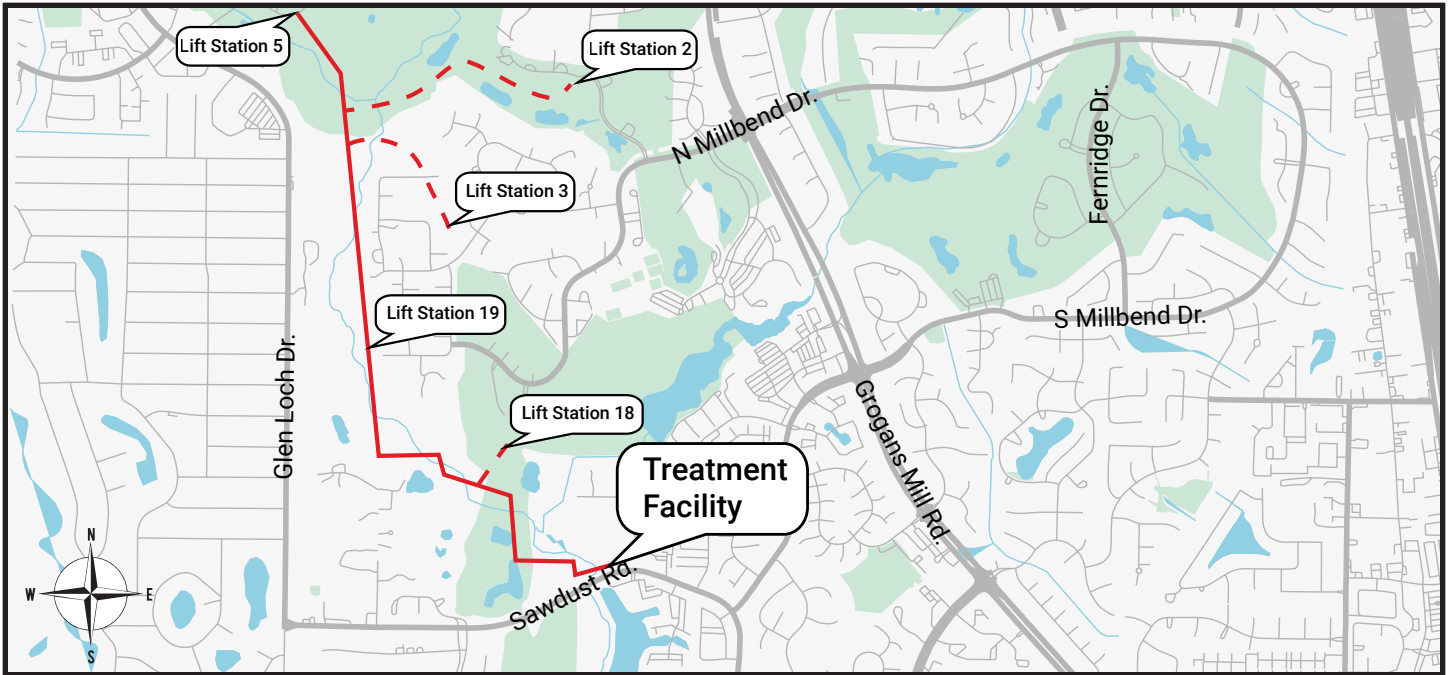 Lift Station 5
Lift Station 2
N Millbend Dr.
Fernridge Dr.
Lift Station 3
Lift Station 19
S Millbend Dr.
Glen Loch Dr.
Lift Station 18
Grogans Mill Rd.
Treatment
Facility
Sawdust Rd.
N
W
E
S